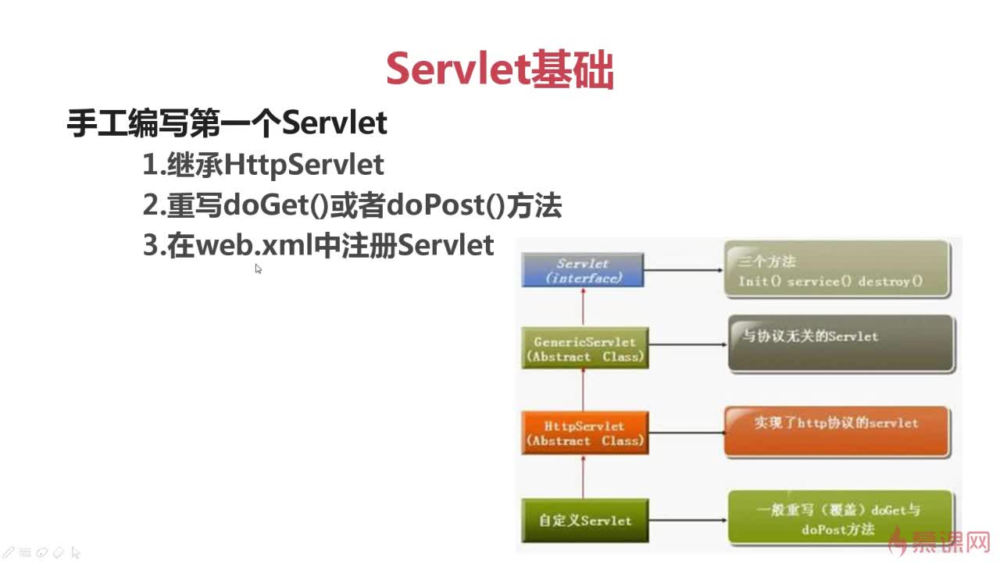 Servlet基础
手工编写第一个Servlet
1.继承HttpServlet
2.重写doGet()或者doPost()方法
3.在web.xml中注册Servlet
Servlet
(interface)
三个方法
Init() service() destroy()
GenericServlet
(Abstract Class)
与协议无关的Servlet
HttpServlet
(Abstract Class)
实现了http协议的servlet
自定义Servlet
一般重写（覆盖）doGet与
doPost方法
慕课网